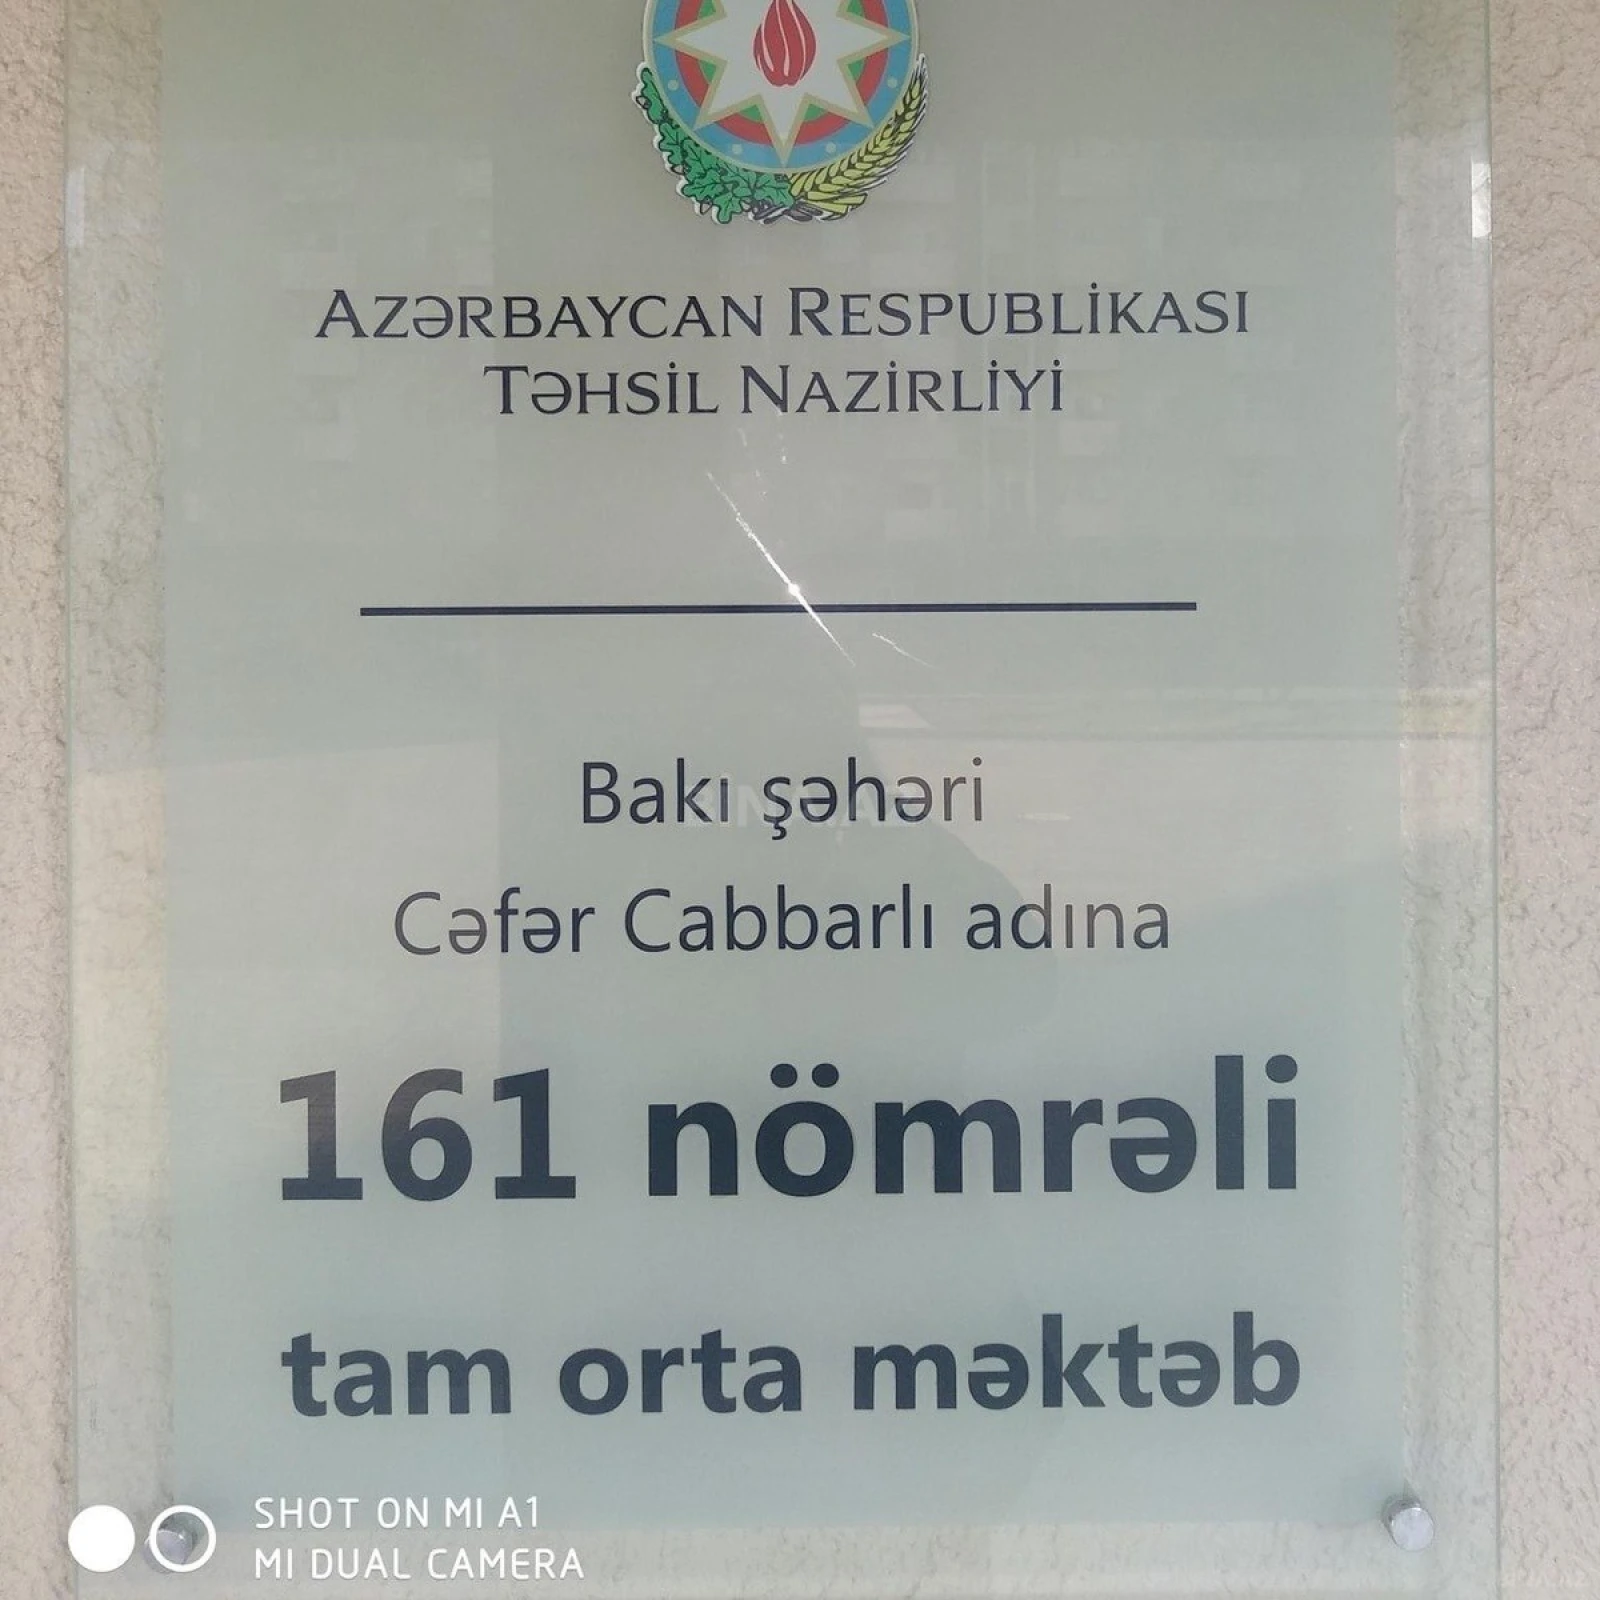 AZƏRBAYCAN RESPUBLİKASI
TƏHSİL NAZİRLİYİ
Bakı şəhəri
Cəfər Cabbarlı adına
161 nömrəli
tam orta məktəb
SHOT ON MI A1
MI DUAL CAMERA